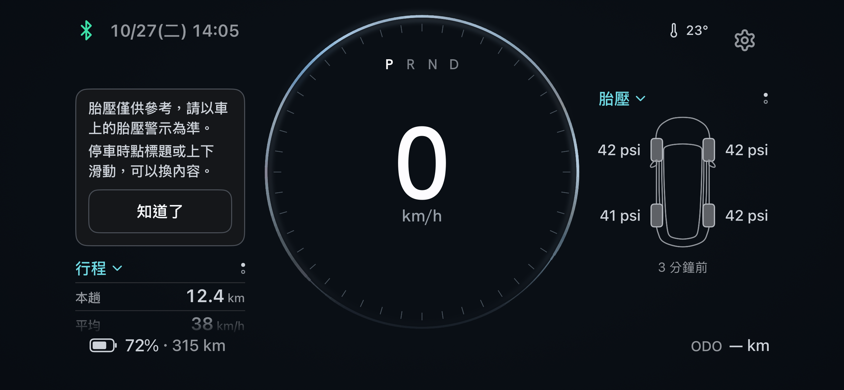 10/27(二) 14:05
23°
P R N D
胎壓僅供參考，請以車
上的胎壓警示為準。
停車時點標題或上下
滑動，可以換內容。
知道了
行程
本趟 12.4 km
平均 38 km/h
72% · 315 km
0
km/h
胎壓
42 psi 42 psi
41 psi 42 psi
3 分鐘前
ODO — km